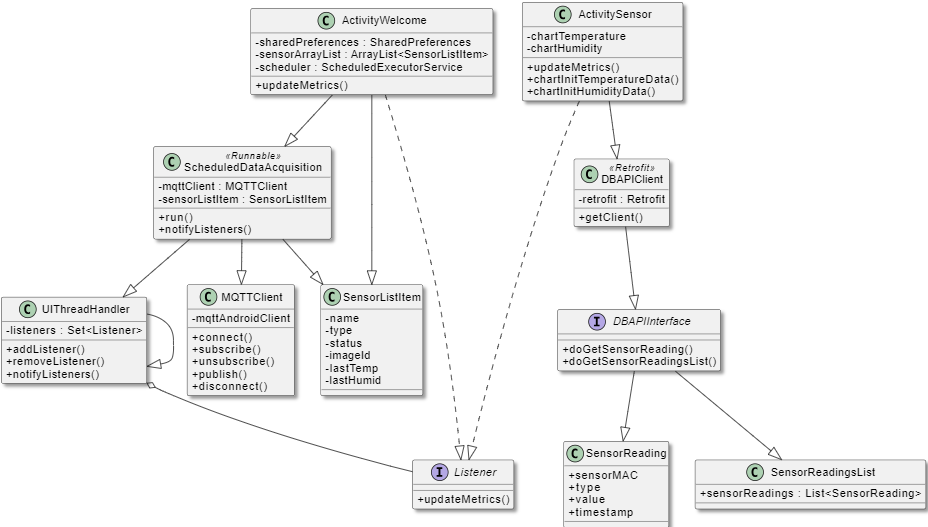 C ActivityWelcome
-sharedPreferences : SharedPreferences
-sensorArrayList : ArrayList<SensorListItem>
-scheduler : ScheduledExecutorService
+updateMetrics()
C ActivitySensor
-chartTemperature
-chartHumidity
+updateMetrics()
+chartInitTemperatureData()
+chartInitHumidityData()
«Runnable»
C ScheduledDataAcquisition
-mqttClient : MQTTClient
-sensorListItem : SensorListItem
+run()
+notifyListeners()
«Retrofit»
C DBAPIClient
-retrofit : Retrofit
+getClient()
C UIThreadHandler
-listeners : Set<Listener>
+addListener()
+removeListener()
+notifyListeners()
C MQTTClient
-mqttAndroidClient
+connect()
+subscribe()
+unsubscribe()
+publish()
+disconnect()
C SensorListItem
-name
-type
-status
-imageId
-lastTemp
-lastHumid
I DBAPIInterface
+doGetSensorReading()
+doGetSensorReadingsList()
I Listener
+updateMetrics()
C SensorReading
+sensorMAC
+type
+value
+timestamp
C SensorReadingsList
+sensorReadings : List<SensorReading>